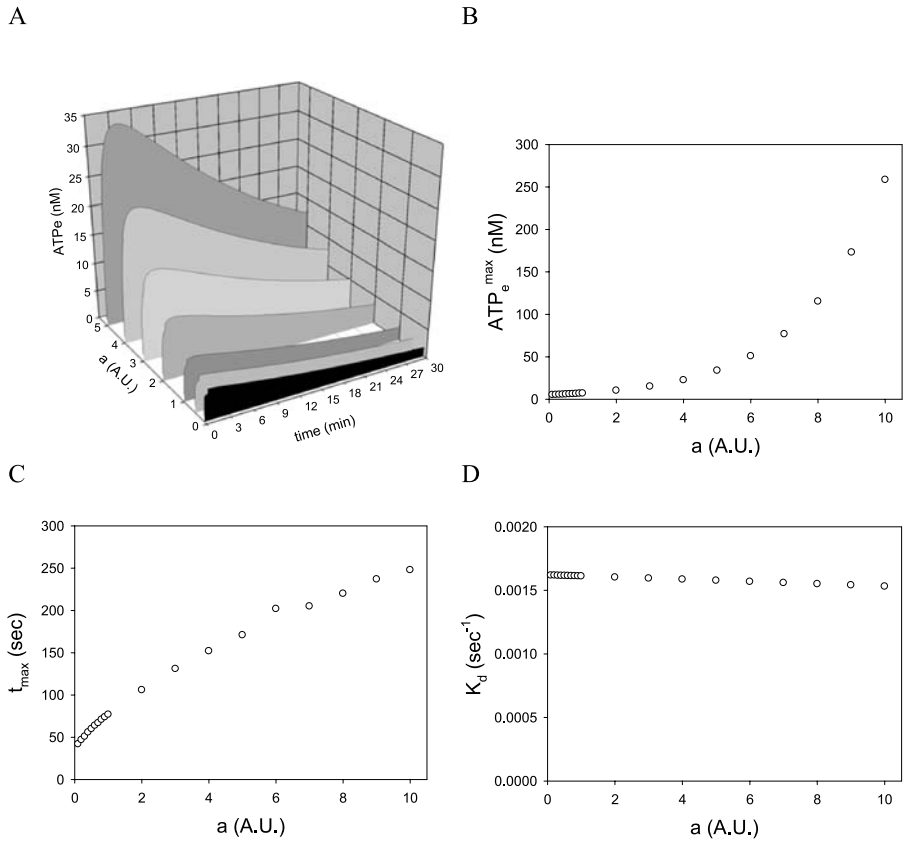 A
35
30
25
20
15
10
5
0
ATPe (nM)
5
4
3
2
1
0
a (A.U.)
0 3 6 9 12 15 18 21 24 27 30
time (min)
B
300
250
200
150
100
50
0
ATPₑᵐᵃˣ (nM)
0 2 4 6 8 10
a (A.U.)
C
300
250
200
150
100
50
0
tₘₐₓ (sec)
0 2 4 6 8 10
a (A.U.)
D
0.0020
0.0015
0.0010
0.0005
0.0000
K_d (sec⁻¹)
0 2 4 6 8 10
a (A.U.)